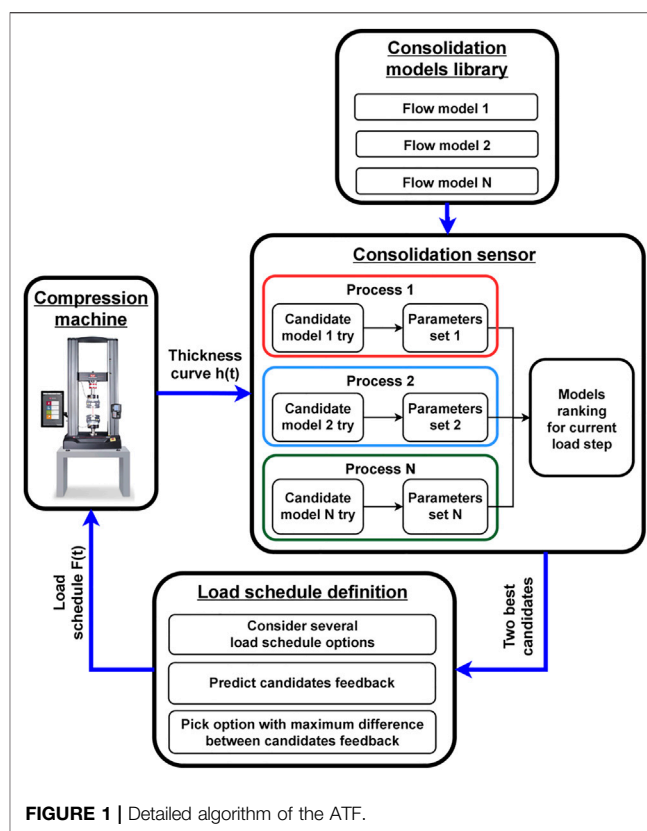 Consolidation
models library
Flow model 1
Flow model 2
Flow model N
Consolidation sensor
Process 1
Candidate
model 1 try
Parameters
set 1
Process 2
Candidate
model 2 try
Parameters
set 2
Process N
Candidate
model N try
Parameters
set N
Models
ranking
for current
load step
Compression
machine
Thickness
curve h(t)
Load
schedule F(t)
Two best
candidates
Load schedule definition
Consider several
load schedule options
Predict candidates feedback
Pick option with maximum difference
between candidates feedback
FIGURE 1 | Detailed algorithm of the ATF.